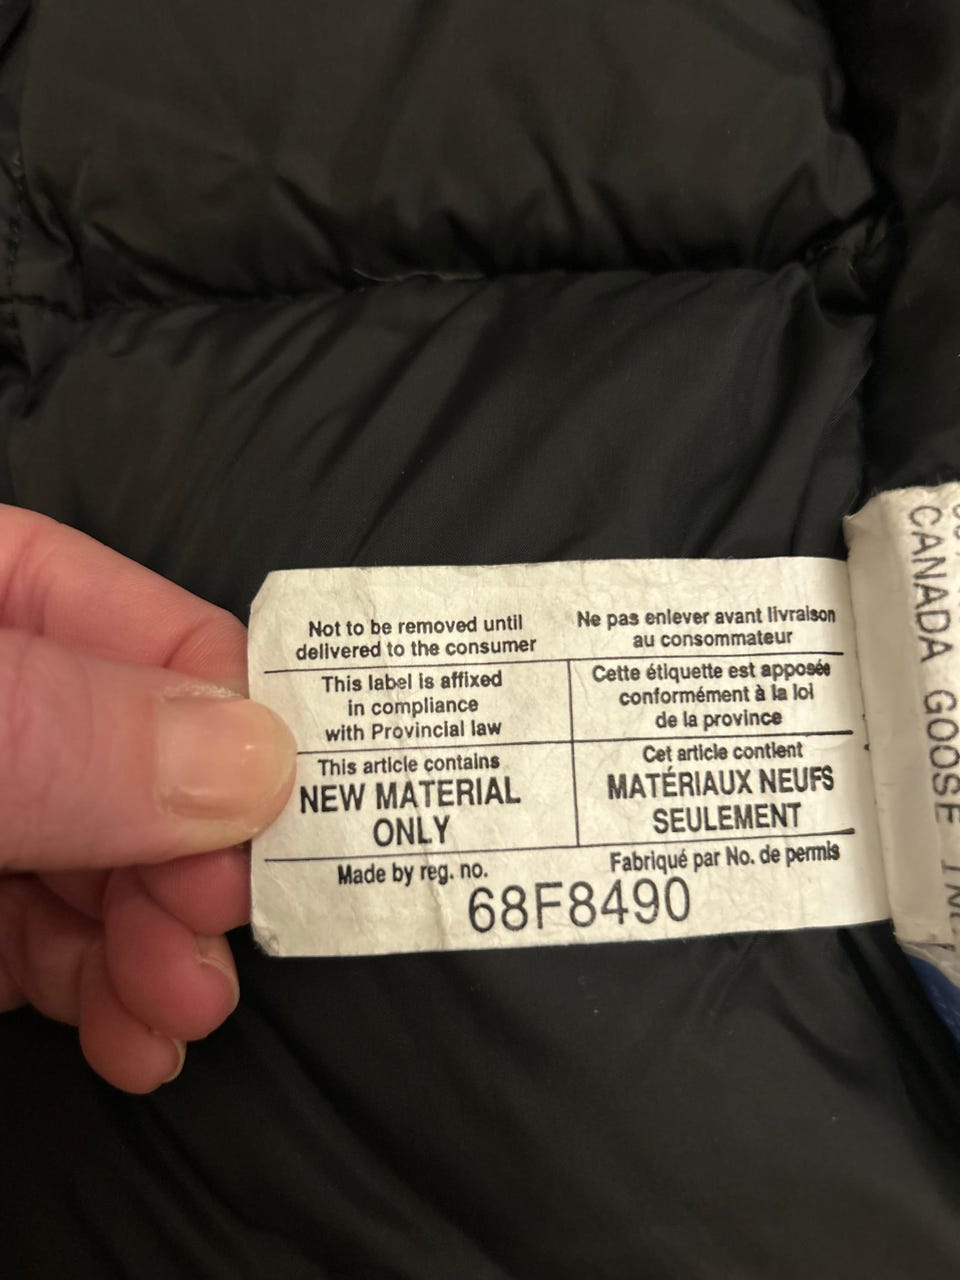 Not to be removed until
delivered to the consumer
Ne pas enlever avant livraison
au consommateur
This label is affixed
in compliance
with Provincial law
Cette étiquette est apposée
conformément à la loi
de la province
This article contains
NEW MATERIAL
ONLY
Cet article contient
MATÉRIAUX NEUFS
SEULEMENT
Made by reg. no.
Fabriqué par No. de permis
68F8490
CANADA GOOSE